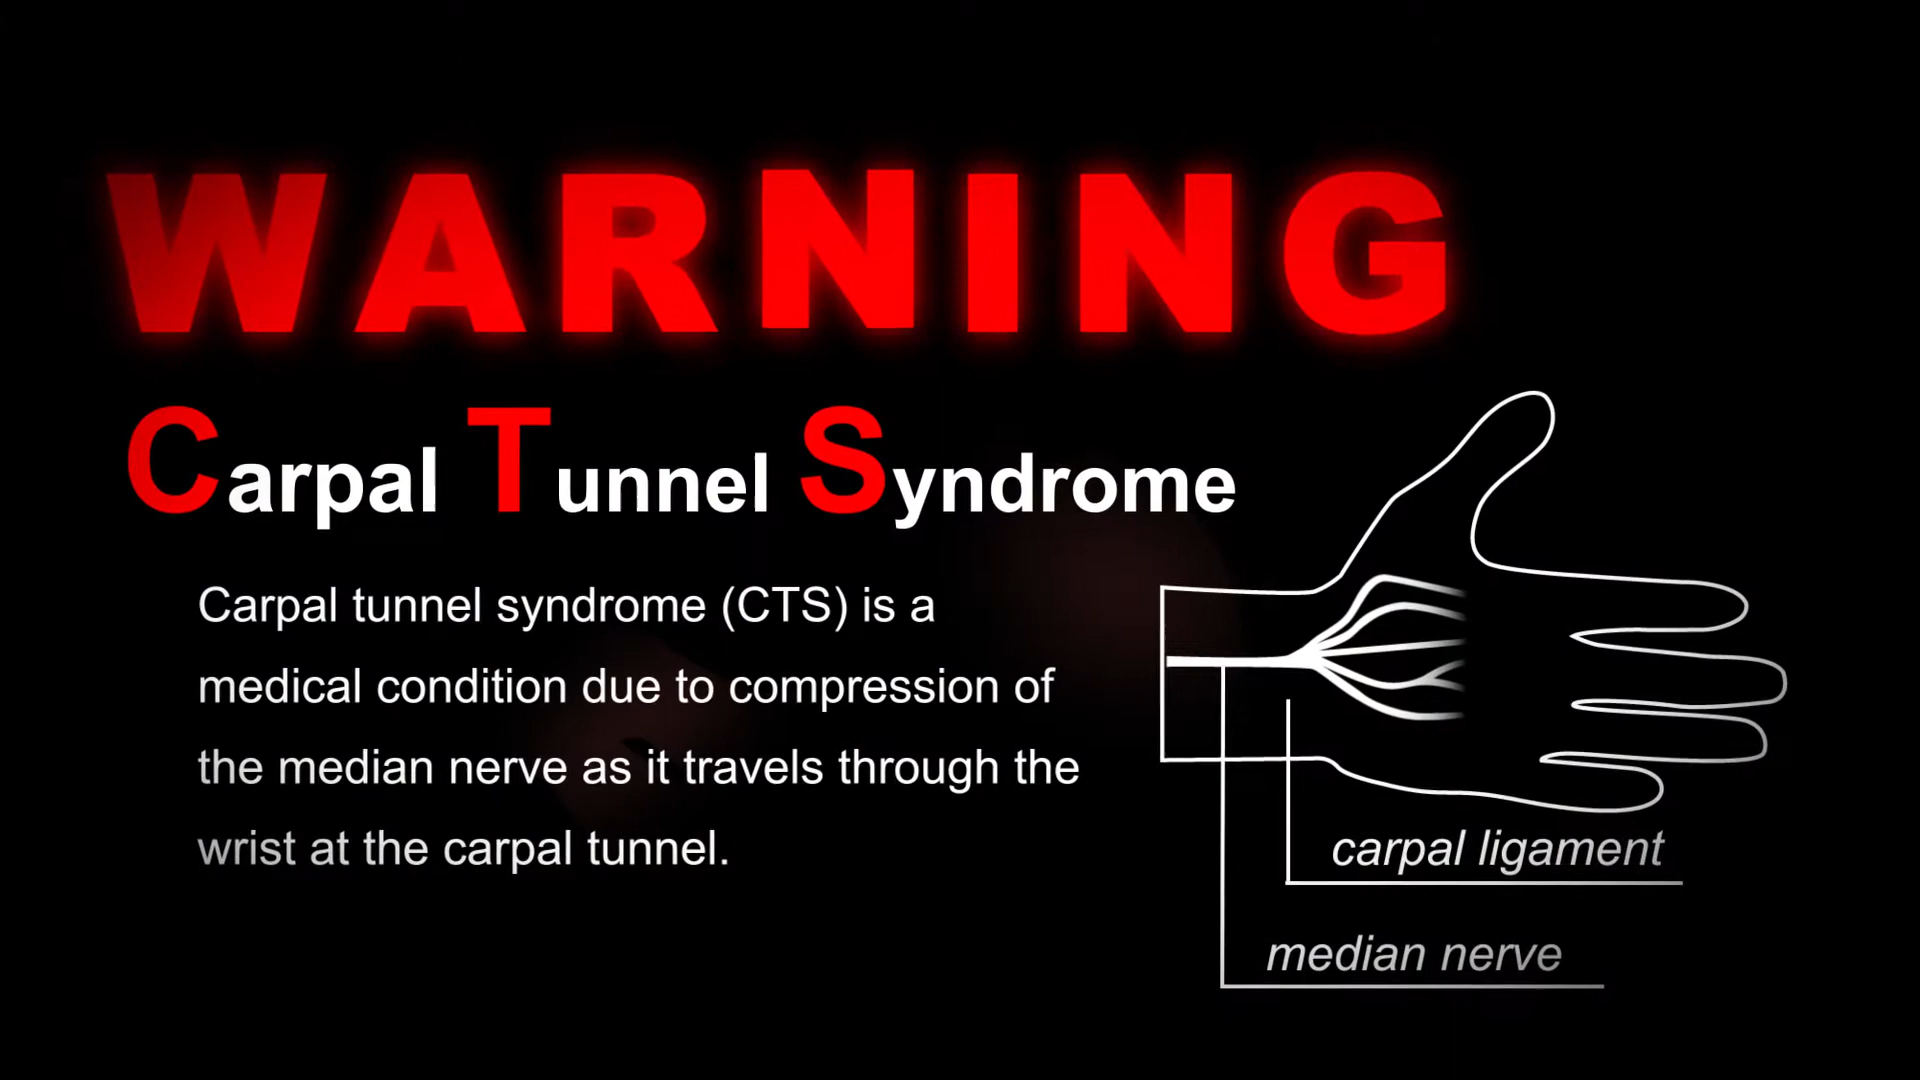 WARNING
Carpal Tunnel Syndrome
Carpal tunnel syndrome (CTS) is a
medical condition due to compression of
the median nerve as it travels through the
wrist at the carpal tunnel.
carpal ligament
median nerve